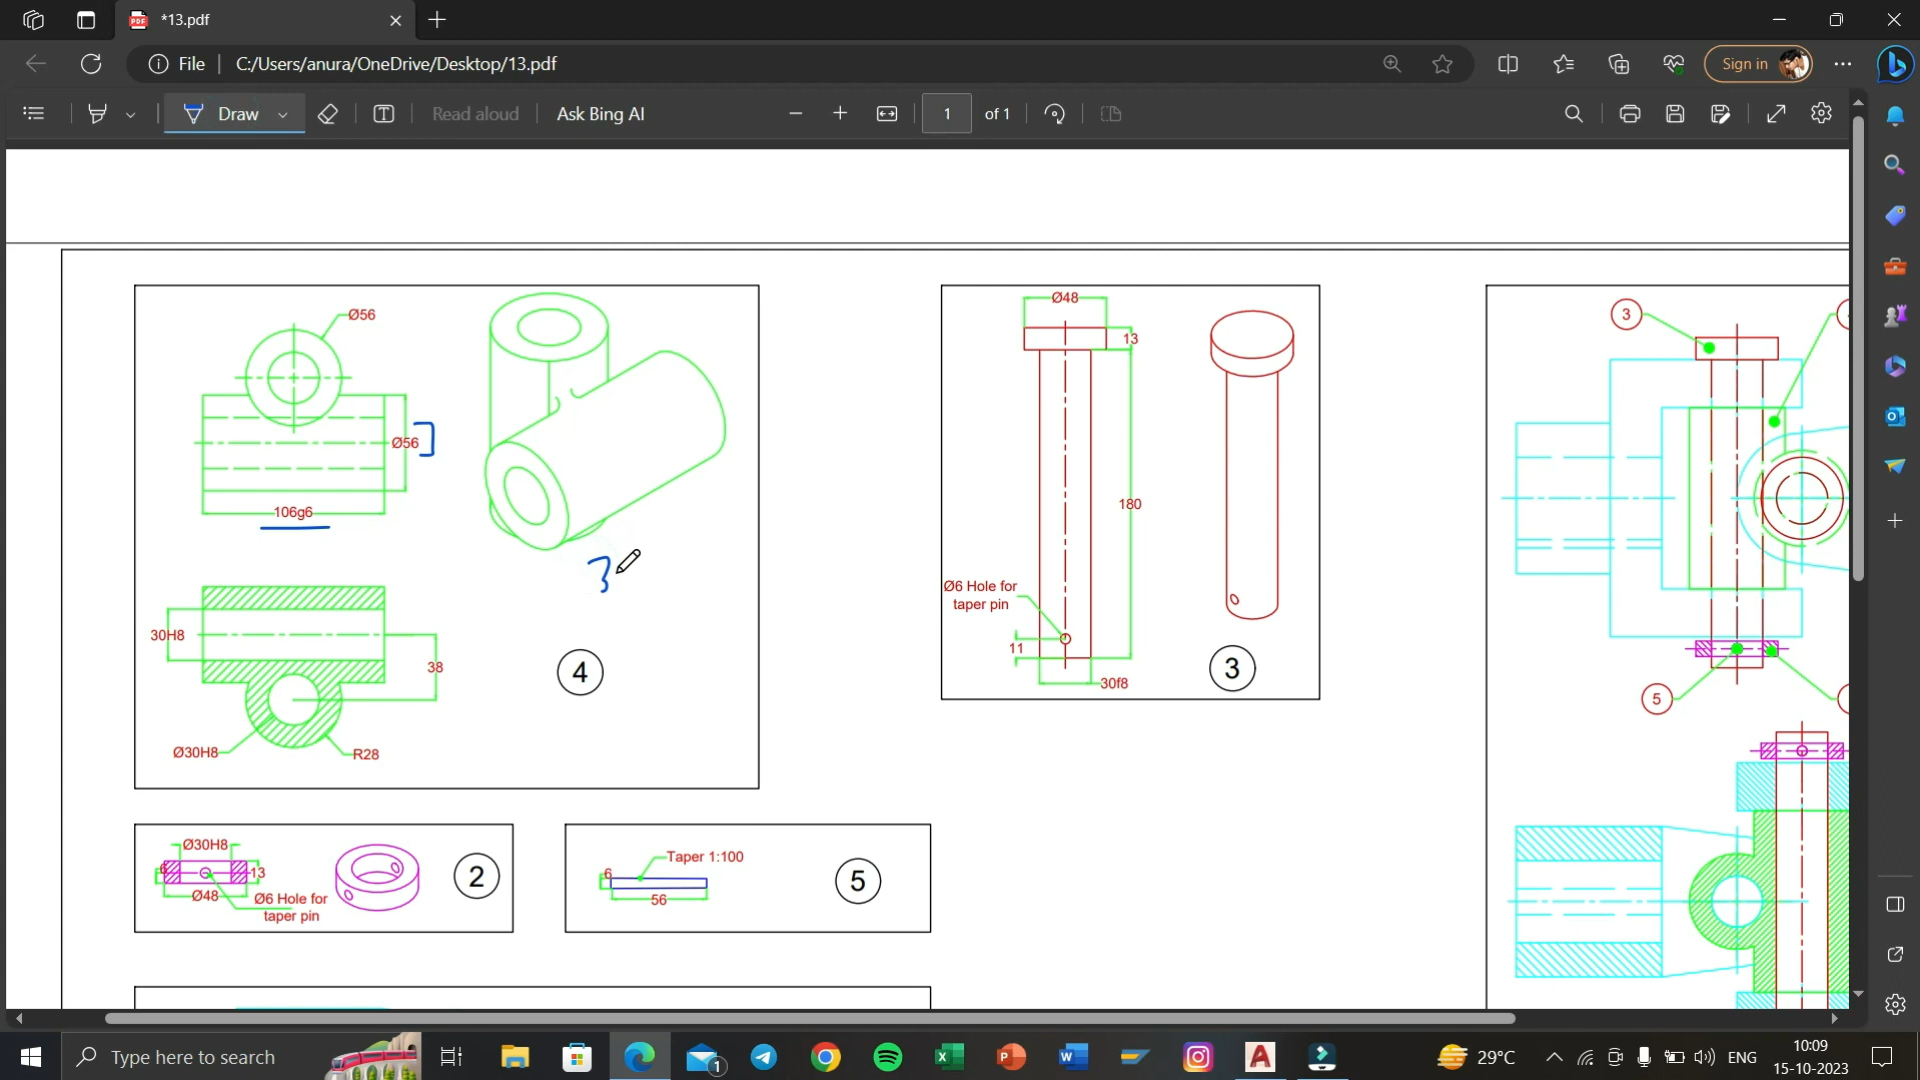 *13.pdf
File
C:/Users/anura/OneDrive/Desktop/13.pdf
Sign in
Draw
Read aloud
Ask Bing AI
1
of 1
Ø56
Ø56
106g6
3
30H8
38
Ø30H8
R28
4
Ø48
13
180
Ø6 Hole for
taper pin
11
30f8
3
3
5
Ø30H8
6
13
Ø48
Ø6 Hole for
taper pin
2
Taper 1:100
6
56
5
Type here to search
1
29°C
ENG
10:09
15-10-2023